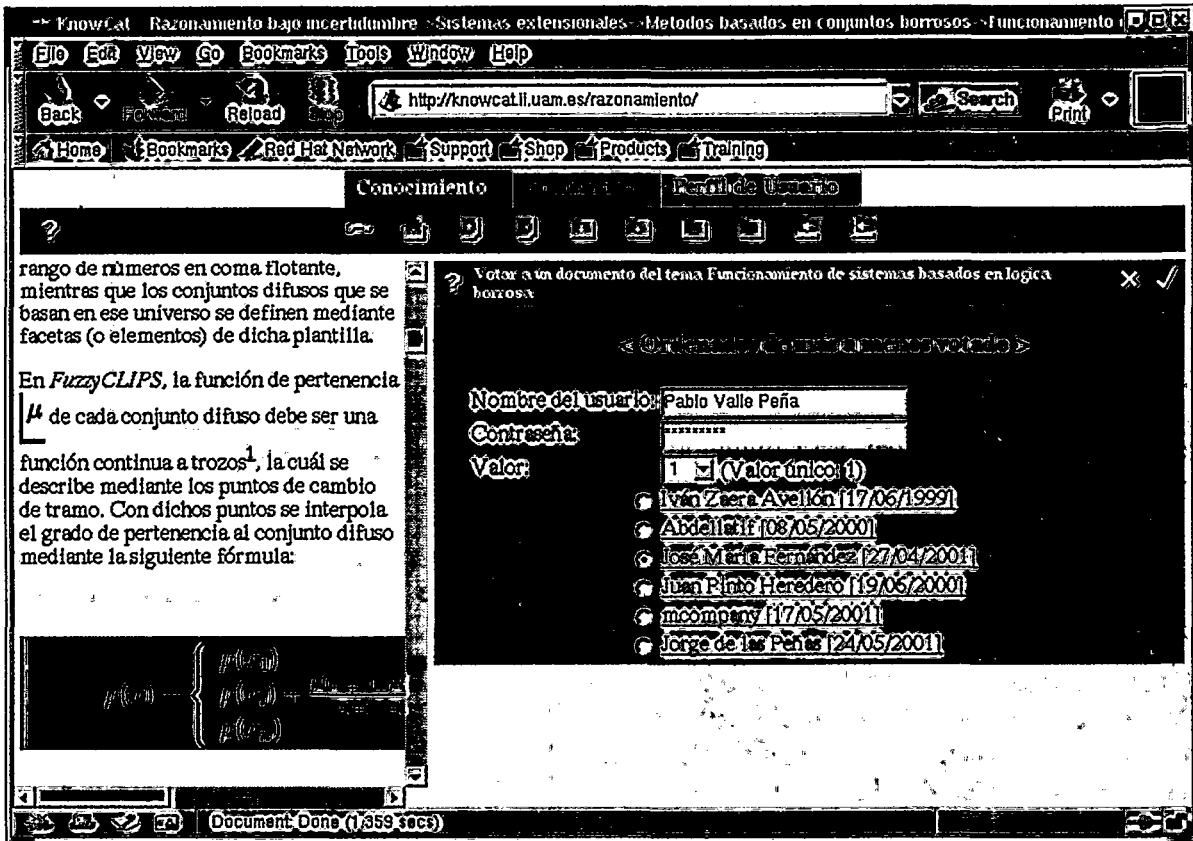 KnowCat Razonamiento bajo incertidumbre->Sistemas extensionales->Metodos basados en conjuntos borrosos->Funcionamiento
File Edit View Go Bookmarks Tools Window Help
Back Forward Reload Stop http://knowcat.ii.uam.es/razonamiento/ Search Print
Home Bookmarks Red Hat Network Support Shop Products Training
Conocimiento Perfil de Usuario
?
rango de números en coma flotante,
mientras que los conjuntos difusos que se
basan en ese universo se definen mediante
facetas (o elementos) de dicha plantilla.
En FuzzyCLIPS, la función de pertenencia
μ de cada conjunto difuso debe ser una
función continua a trozos1, la cuál se
describe mediante los puntos de cambio
de tramo. Con dichos puntos se interpola
el grado de pertenencia al conjunto difuso
mediante la siguiente fórmula:
? Votar a un documento del tema Funcionamiento de sistemas basados en logica
borrosa
< Ordenados de más a menos votado >
Nombre del usuario: Pablo Valle Peña
Contraseña: *********
Valor: 1 (Valor único: 1)
Iván Zaera Avellón [17/06/1999]
Abdellatif [08/05/2000]
José María Fernández [27/04/2001]
Juan Pinto Heredero [19/06/2000]
mcompany [17/05/2001]
Jorge de las Peñas [24/05/2001]
Document: Done (1,359 secs)